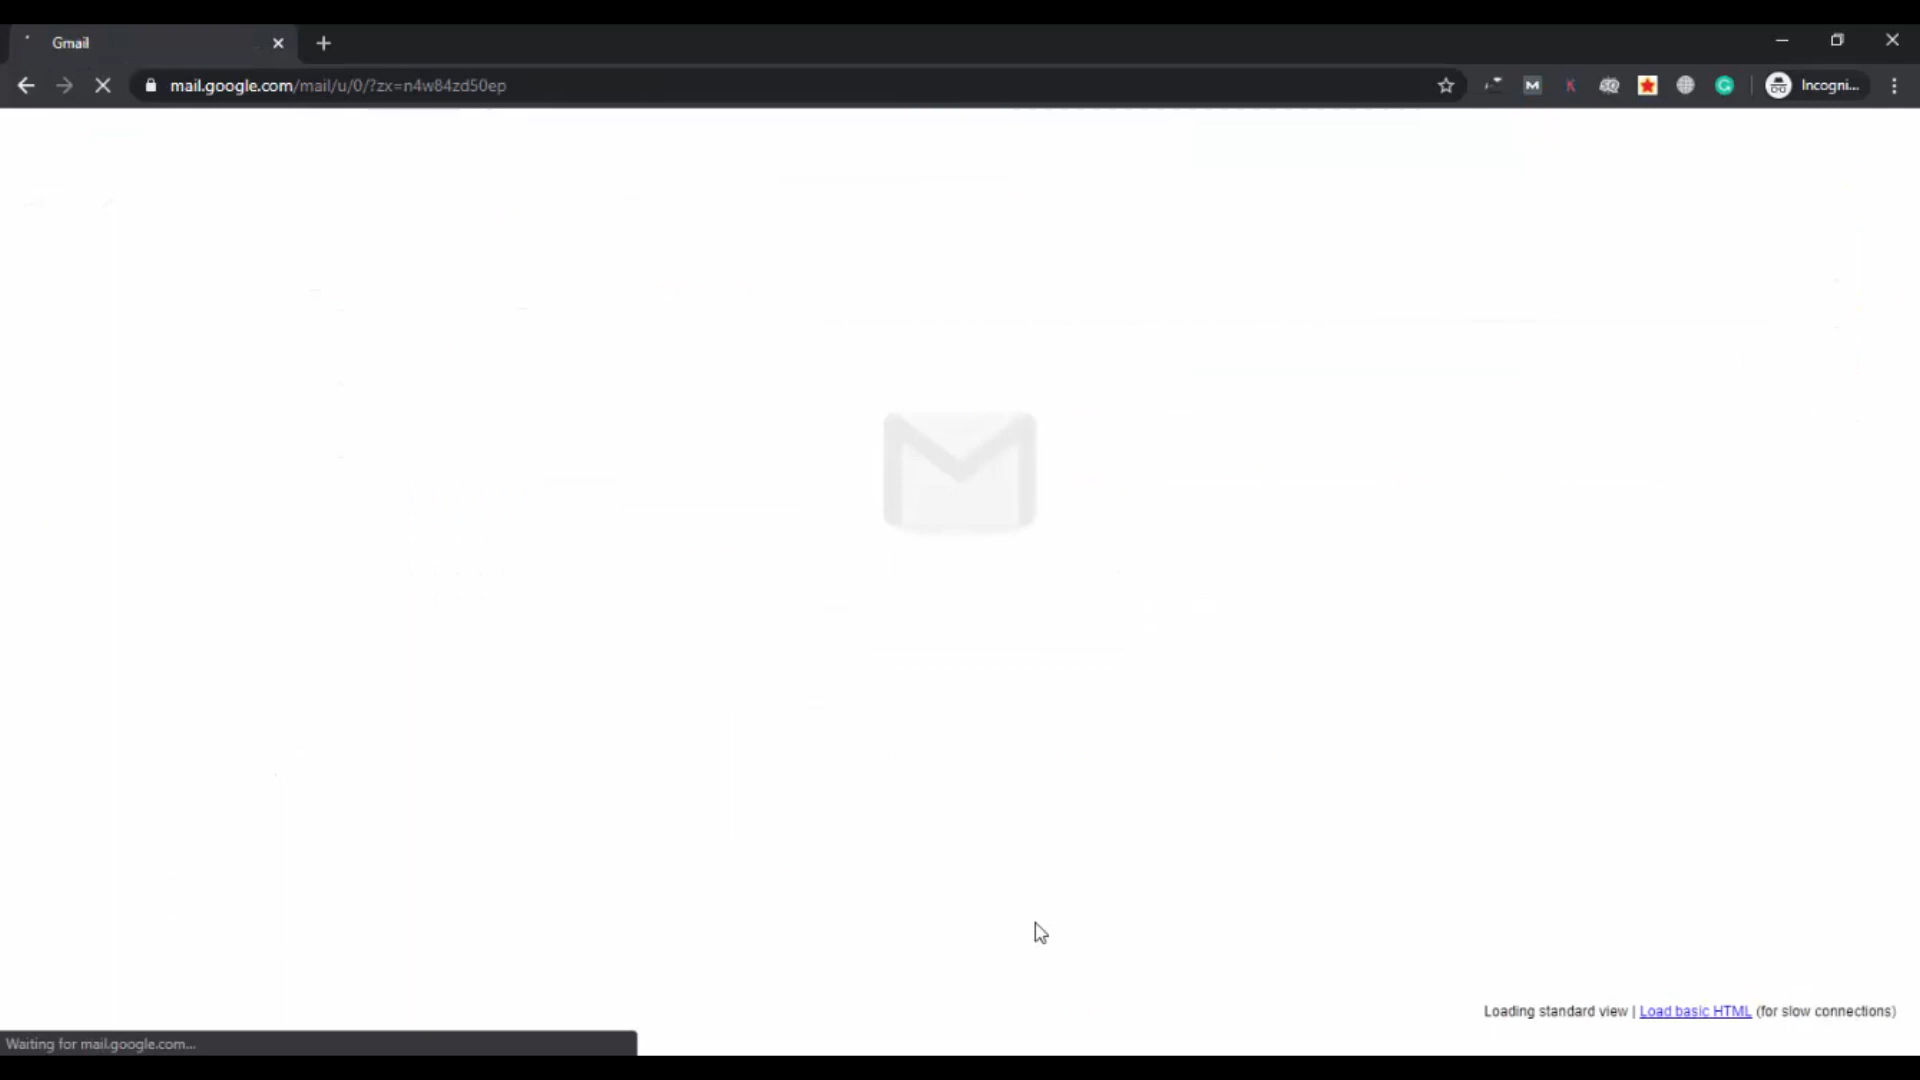 Gmail
mail.google.com/mail/u/0/?zx=n4w84zd50ep
Incogni...
Loading standard view | Load basic HTML (for slow connections)
Waiting for mail.google.com...